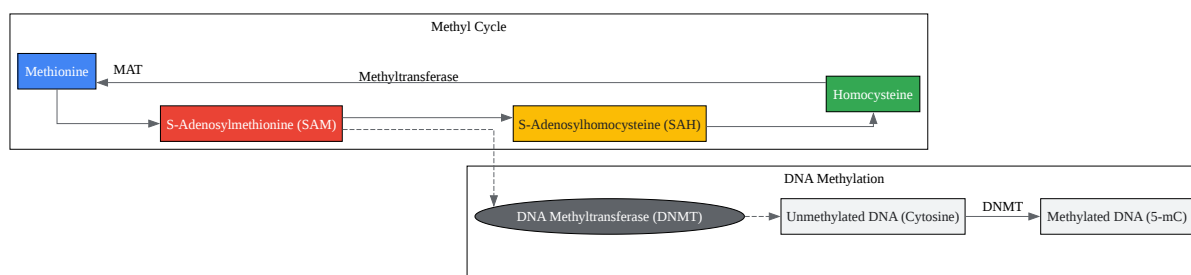 Methyl Cycle
Methionine
MAT
Methyltransferase
Homocysteine
S-Adenosylmethionine (SAM)
S-Adenosylhomocysteine (SAH)
DNA Methylation
DNA Methyltransferase (DNMT)
Unmethylated DNA (Cytosine)
DNMT
Methylated DNA (5-mC)